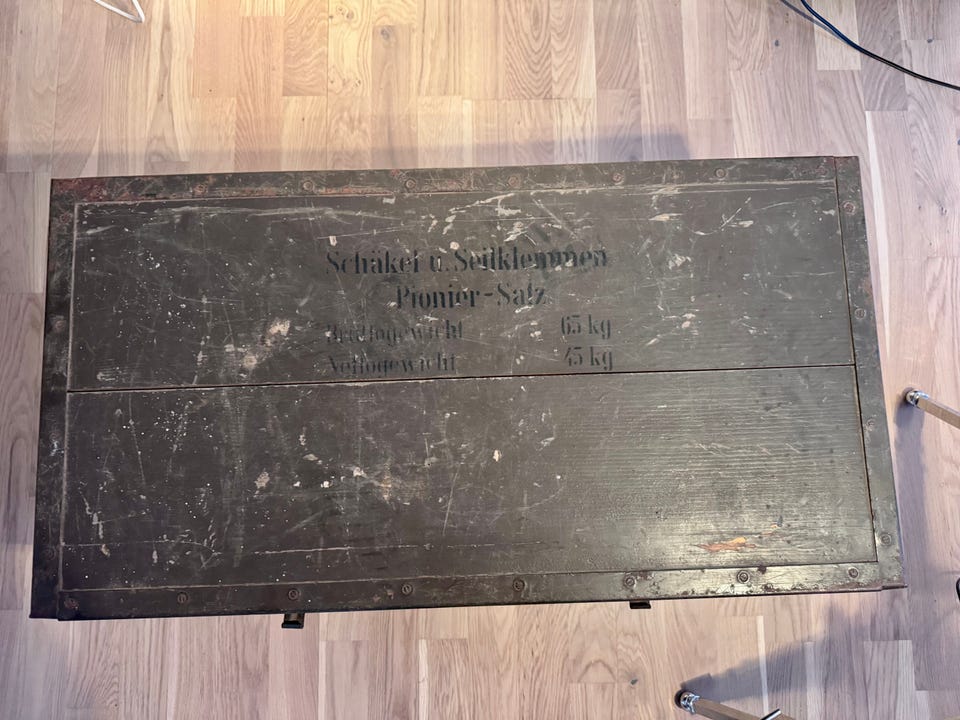 Schäkel u. Seilklemmen
Pionier-Satz
Bruttogewicht 65 kg
Nettogewicht 45 kg